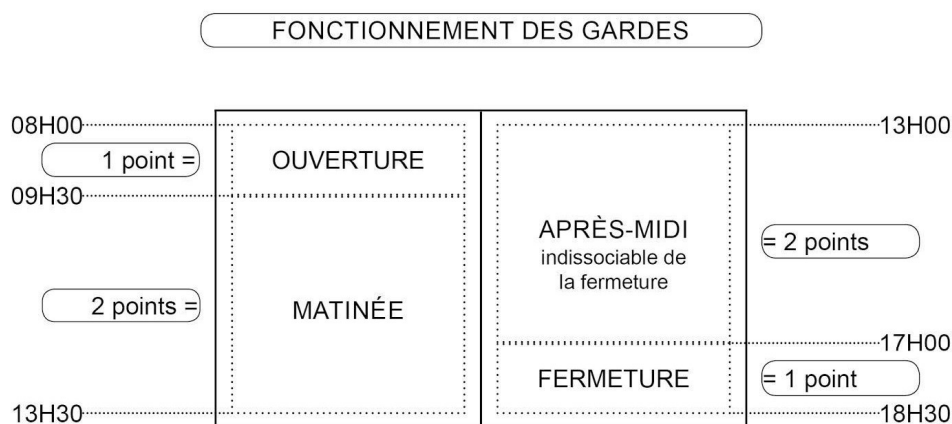 FONCTIONNEMENT DES GARDES
08H00
1 point =
OUVERTURE
09H30
2 points =
MATINÉE
13H30
13H00
APRÈS-MIDI
indissociable de
la fermeture
= 2 points
17H00
FERMETURE
= 1 point
18H30